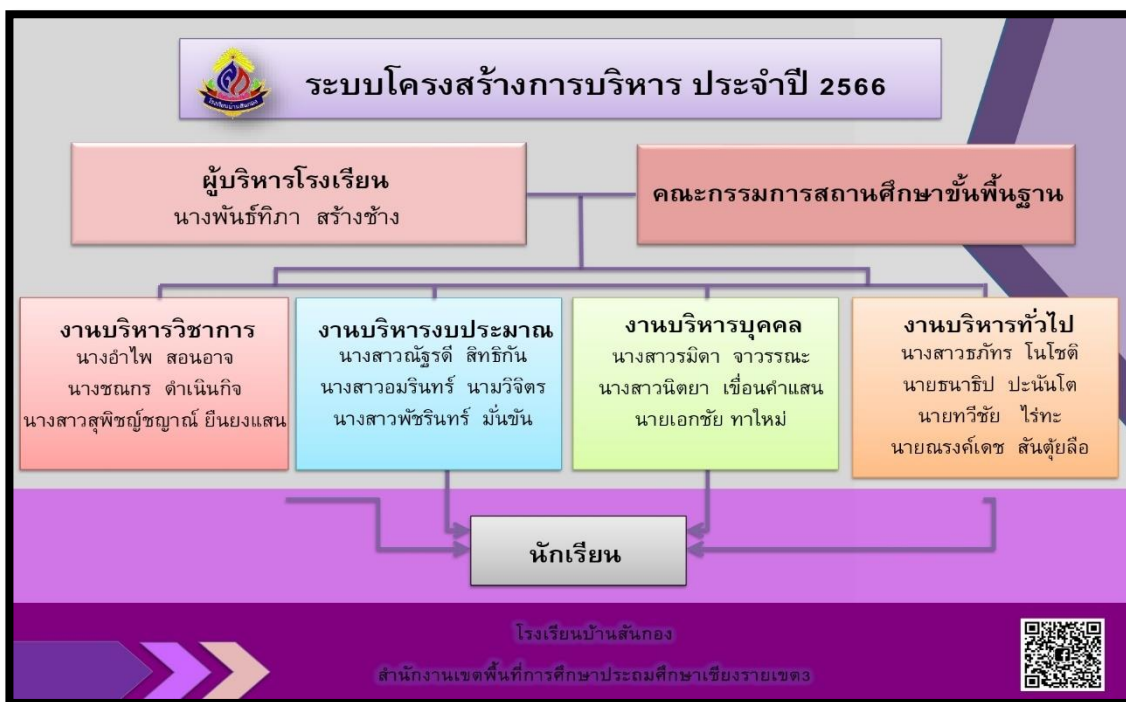 โรงเรียนบ้านสันกอง
ระบบโครงสร้างการบริหาร ประจำปี 2566
ผู้บริหารโรงเรียน
นางพันธ์ทิภา สร้างช้าง
คณะกรรมการสถานศึกษาขั้นพื้นฐาน
งานบริหารวิชาการ
นางอำไพ สอนอาจ
นางชณกร ดำเนินกิจ
นางสาวสุพิชญ์ชญาณ์ ยืนยงแสน
งานบริหารงบประมาณ
นางสาวณัฐรดี สิทธิกัน
นางสาวอมรินทร์ นามวิจิตร
นางสาวพัชรินทร์ มั่นขัน
งานบริหารบุคคล
นางสาวรมิดา จาวรรณะ
นางสาวนิตยา เขื่อนคำแสน
นายเอกชัย ทาใหม่
งานบริหารทั่วไป
นางสาวธภัทร โนโชติ
นายธนาธิป ปะนันโต
นายทวีชัย ไร่ทะ
นายณรงค์เดช สันตุ้ยลือ
นักเรียน
โรงเรียนบ้านสันกอง
สำนักงานเขตพื้นที่การศึกษาประถมศึกษาเชียงรายเขต3